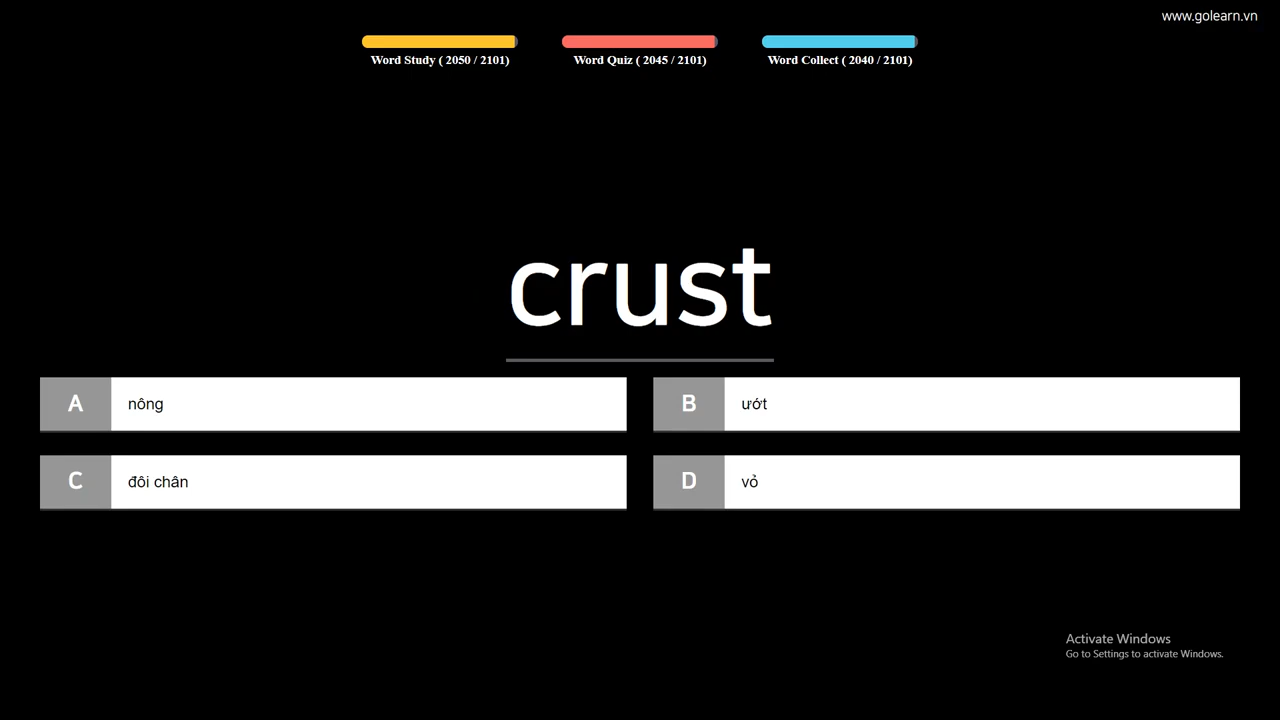 www.golearn.vn
Word Study ( 2050 / 2101)
Word Quiz ( 2045 / 2101)
Word Collect ( 2040 / 2101)
crust
A nông
B ướt
C đôi chân
D vỏ
Activate Windows
Go to Settings to activate Windows.